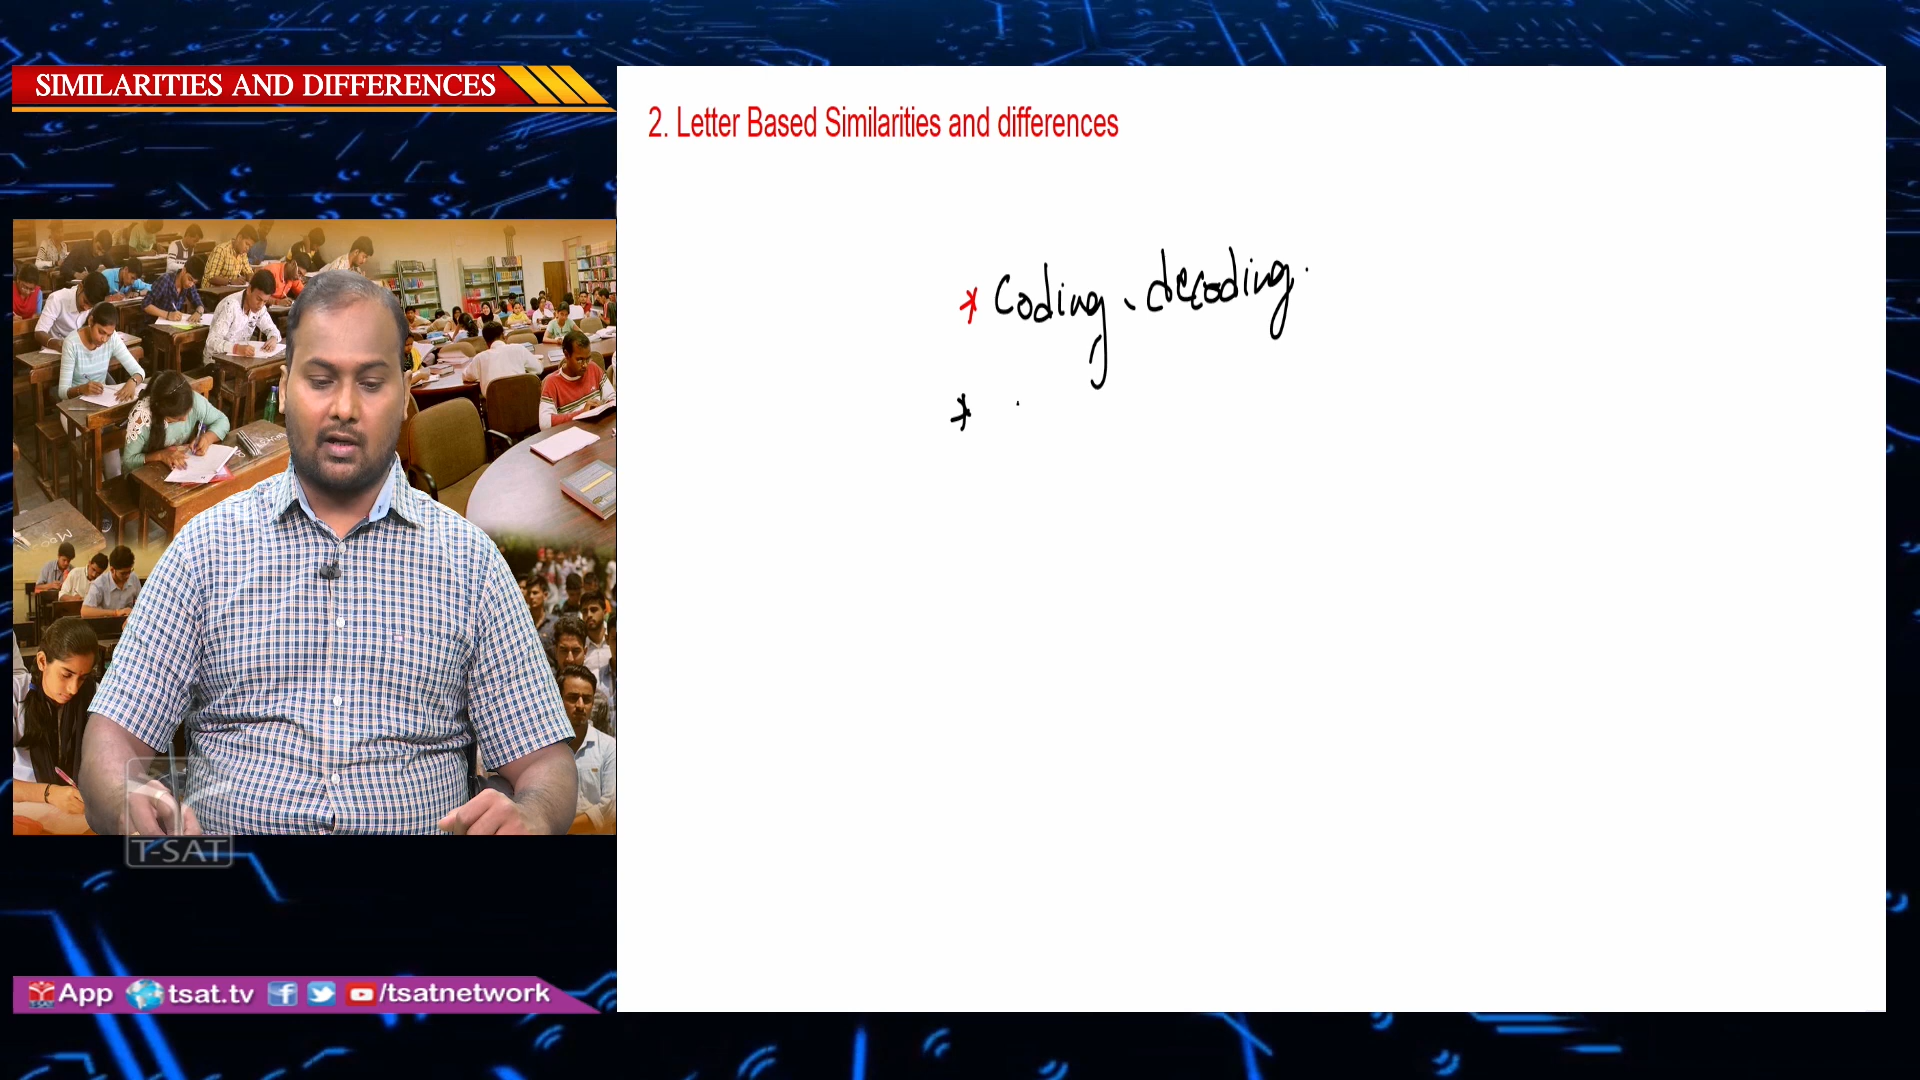 SIMILARITIES AND DIFFERENCES
2. Letter Based Similarities and differences
* Coding, decoding.
*
T-SAT
App tsat.tv /tsatnetwork